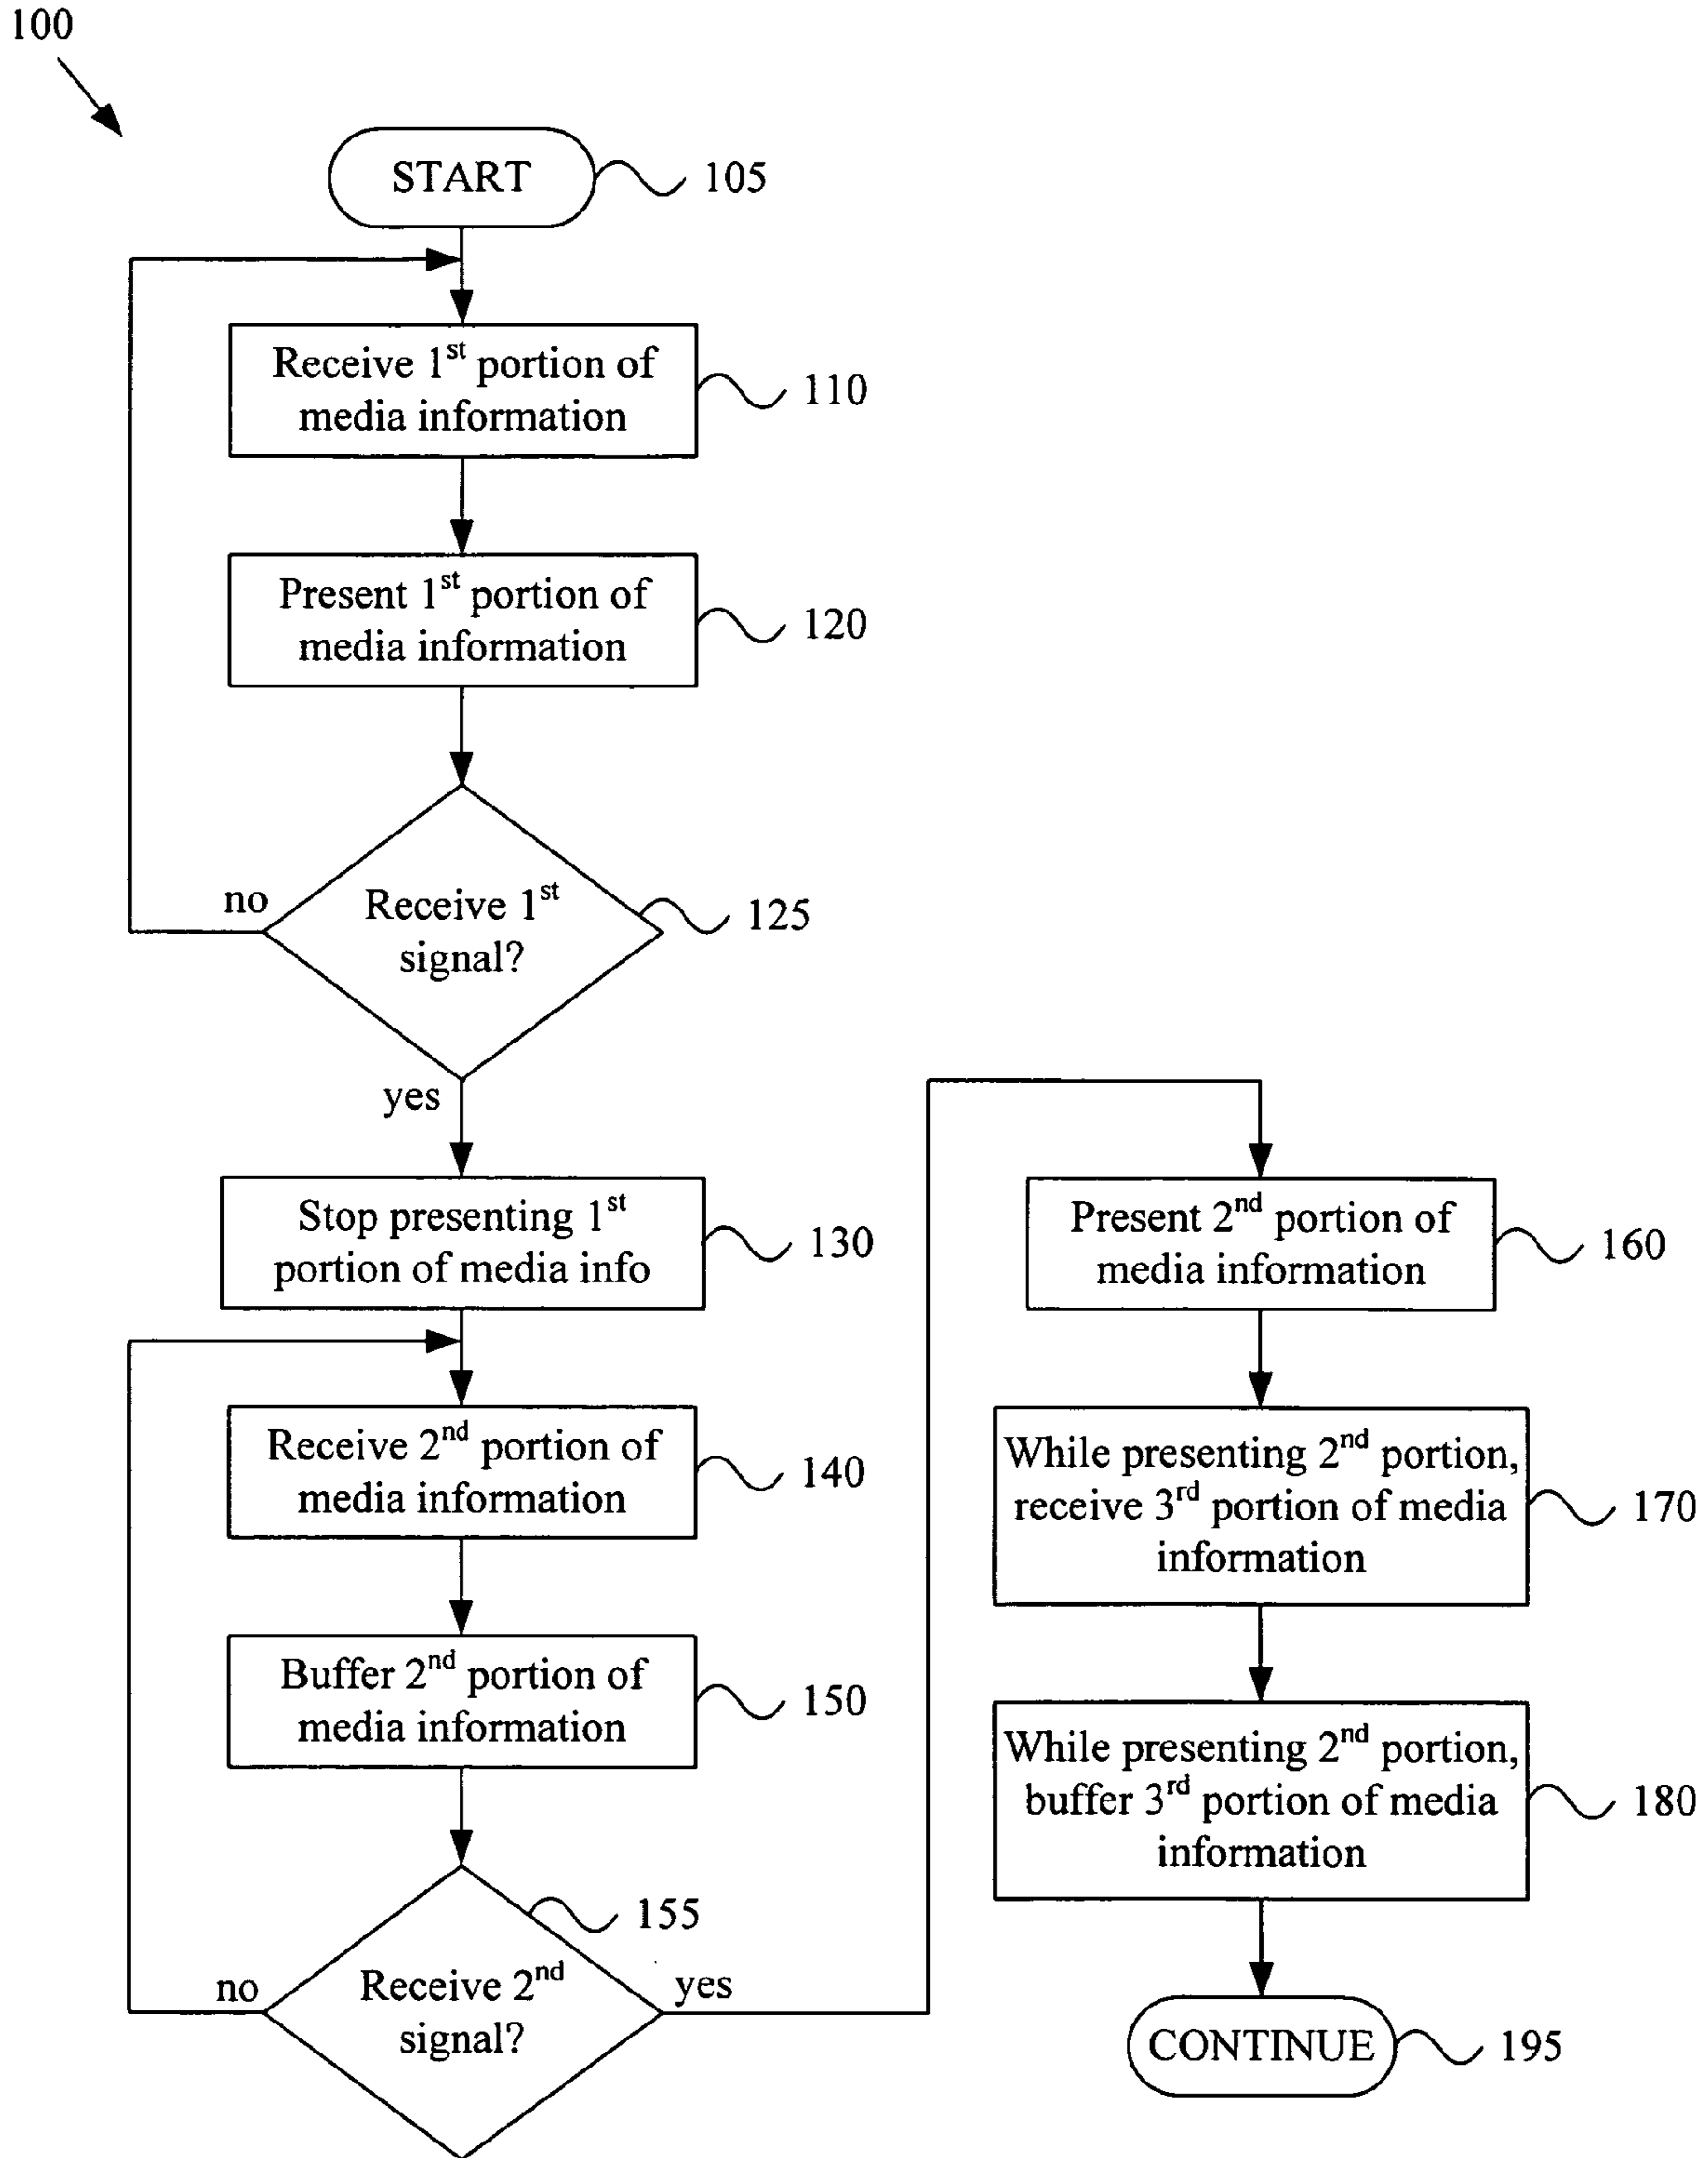 100
START
105
Receive 1st portion of
media information
110
Present 1st portion of
media information
120
Receive 1st
signal?
125
no
yes
Stop presenting 1st
portion of media info
130
Receive 2nd portion of
media information
140
Buffer 2nd portion of
media information
150
155
Receive 2nd
signal?
no
yes
Present 2nd portion of
media information
160
While presenting 2nd portion,
receive 3rd portion of media
information
170
While presenting 2nd portion,
buffer 3rd portion of media
information
180
CONTINUE
195